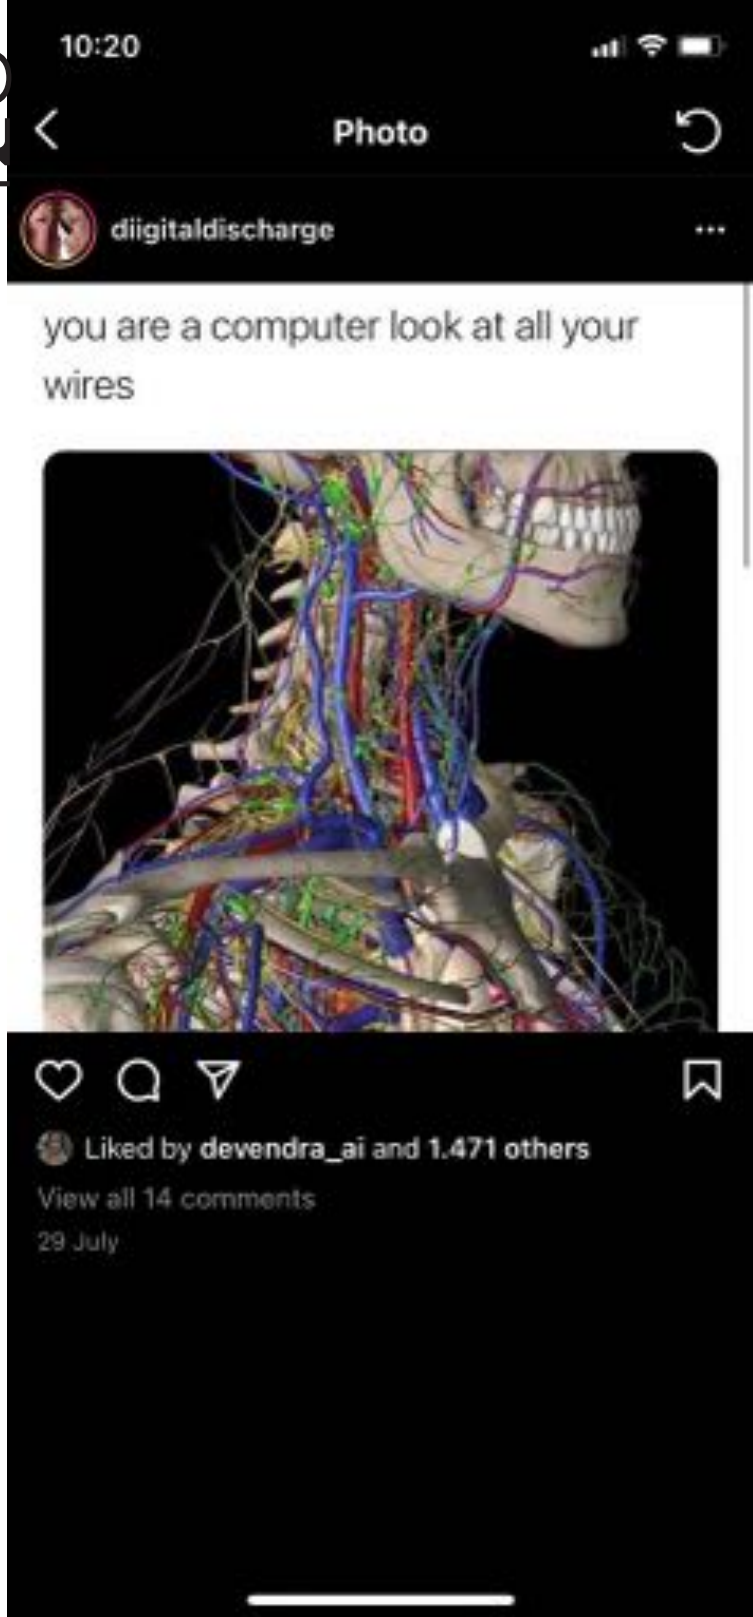 10:20
Photo
diigitaldischarge
you are a computer look at all your
wires
Liked by devendra_ai and 1.471 others
View all 14 comments
29 July